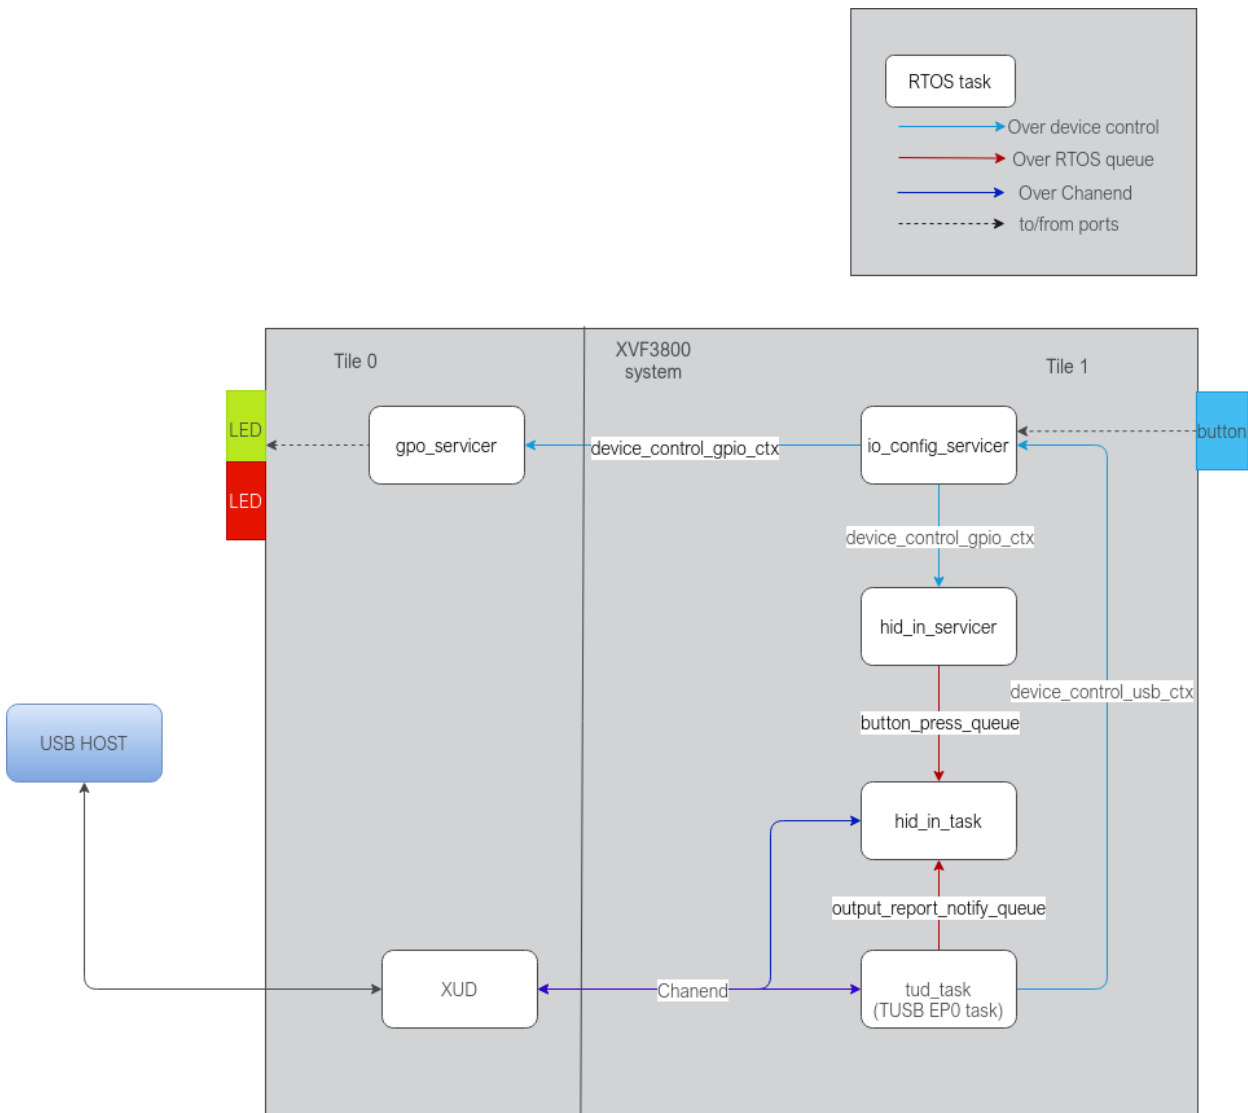 RTOS task
Over device control
Over RTOS queue
Over Chanend
to/from ports
Tile 0
XVF3800
system
Tile 1
LED
gpo_servicer
device_control_gpio_ctx
io_config_servicer
button
LED
device_control_gpio_ctx
hid_in_servicer
device_control_usb_ctx
button_press_queue
USB HOST
hid_in_task
output_report_notify_queue
XUD
Chanend
tud_task
(TUSB EP0 task)